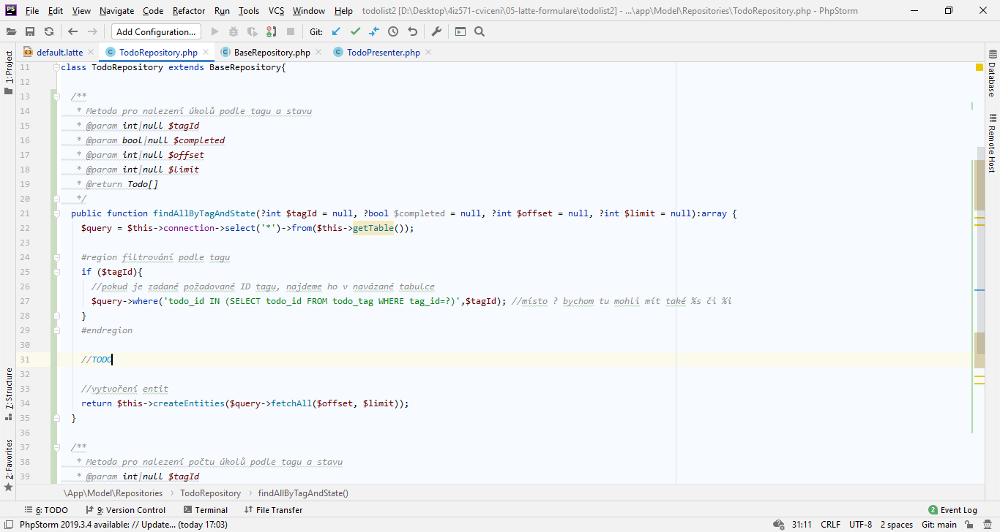 PS File Edit View Navigate Code Refactor Run Tools VCS Window Help todolist2 [D:\Desktop\4iz571-cviceni\05-latte-formulare\todolist2] - ...\app\Model\Repositories\TodoRepository.php - PhpStorm
Add Configuration... Git:
default.latte TodoRepository.php BaseRepository.php TodoPresenter.php
1: Project
7: Structure
2: Favorites
Database
Remote Host
11 class TodoRepository extends BaseRepository{
12
13 /**
14 * Metoda pro nalezení úkolů podle tagu a stavu
15 * @param int|null $tagId
16 * @param bool|null $completed
17 * @param int|null $offset
18 * @param int|null $limit
19 * @return Todo[]
20 */
21 public function findAllByTagAndState(?int $tagId = null, ?bool $completed = null, ?int $offset = null, ?int $limit = null):array {
22 $query = $this->connection->select('*')->from($this->getTable());
23
24 #region filtrování podle tagu
25 if ($tagId){
26 //pokud je zadané požadované ID tagu, najdeme ho v navázané tabulce
27 $query->where('todo_id IN (SELECT todo_id FROM todo_tag WHERE tag_id=?)',$tagId); //místo ? bychom tu mohli mít také %s či %i
28 }
29 #endregion
30
31 //TODO
32
33 //vytvoření entit
34 return $this->createEntities($query->fetchAll($offset, $limit));
35 }
36
37 /**
38 * Metoda pro nalezení počtu úkolů podle tagu a stavu
39 * @param int|null $tagId
\App\Model\Repositories TodoRepository findAllByTagAndState()
6: TODO 9: Version Control Terminal File Transfer 2 Event Log
PhpStorm 2019.3.4 available: // Update... (today 17:03) 31:11 CRLF UTF-8 2 spaces Git: main